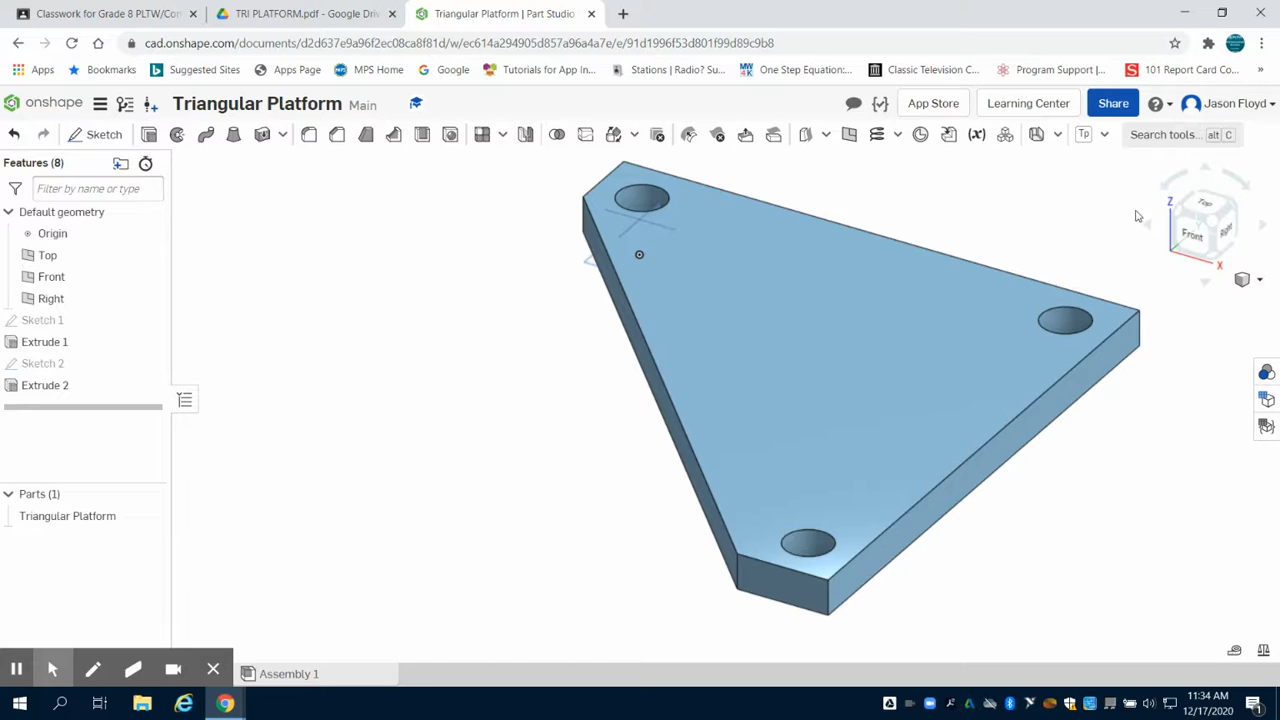 Classwork for Grade 8 PLTW/Con
TRI PLATFORM.pdf - Google Driv
Triangular Platform | Part Studio
cad.onshape.com/documents/d2d637e9a96f2ec08ca8f81d/w/ec614a294905d857a96a4a7e/e/91d1996f53d801f99d89c9b8
Apps
Bookmarks
Suggested Sites
Apps Page
MPS Home
Google
Tutorials for App In...
Stations | Radio? Su...
One Step Equation:...
Classic Television C...
Program Support |...
101 Report Card Co...
»
onshape
Triangular Platform Main
App Store
Learning Center
Share
Jason Floyd
Sketch
(x)
Tp
Search tools... alt C
Features (8)
Filter by name or type
Default geometry
Origin
Top
Front
Right
Sketch 1
Extrude 1
Sketch 2
Extrude 2
Parts (1)
Triangular Platform
Z
Top
Front
Right
X
Assembly 1
11:34 AM
12/17/2020
1